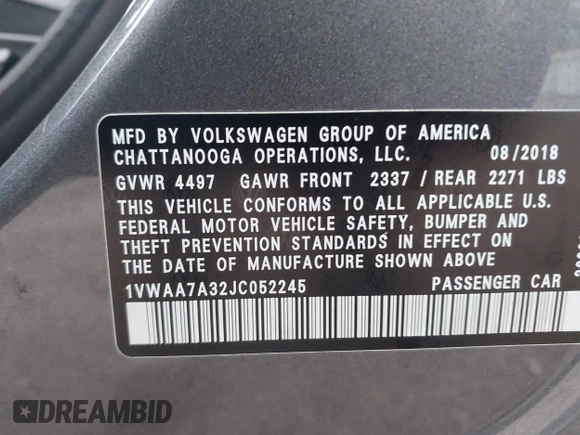 MFD BY VOLKSWAGEN GROUP OF AMERICA
CHATTANOOGA OPERATIONS, LLC. 08/2018
GVWR 4497 GAWR FRONT 2337 / REAR 2271 LBS
THIS VEHICLE CONFORMS TO ALL APPLICABLE U.S.
FEDERAL MOTOR VEHICLE SAFETY, BUMPER AND
THEFT PREVENTION STANDARDS IN EFFECT ON
THE DATE OF MANUFACTURE SHOWN ABOVE
1VWAA7A32JC052245 PASSENGER CAR
DREAMBID